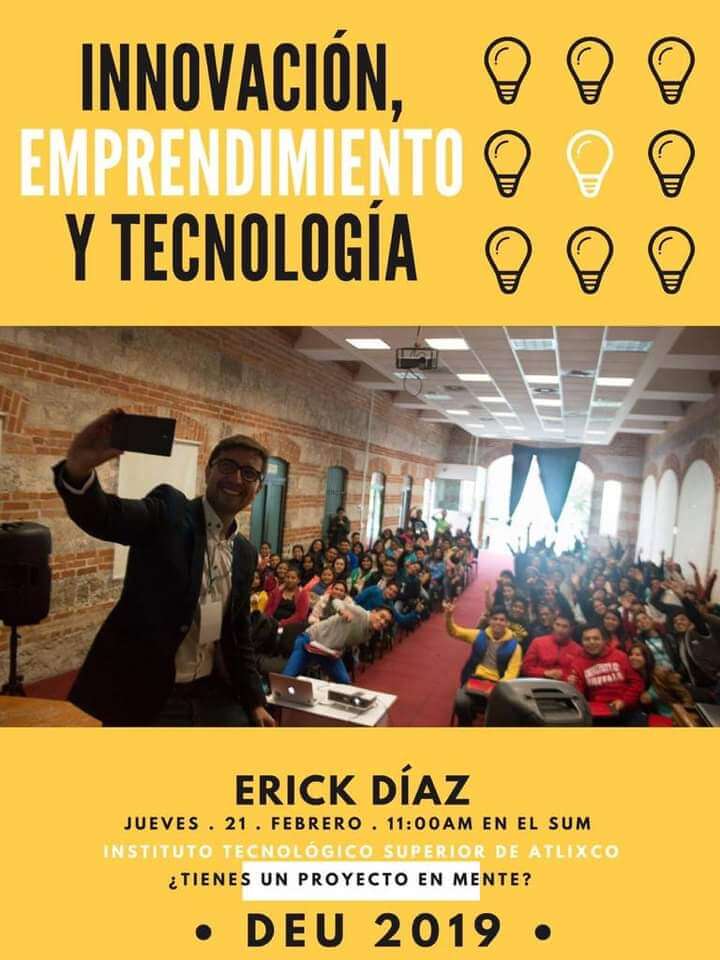 INNOVACIÓN,
EMPRENDIMIENTO
Y TECNOLOGÍA
ERICK DÍAZ
JUEVES . 21 . FEBRERO . 11:00AM EN EL SUM
INSTITUTO TECNOLÓGICO SUPERIOR DE ATLIXCO
¿TIENES UN PROYECTO EN MENTE?
• DEU 2019 •